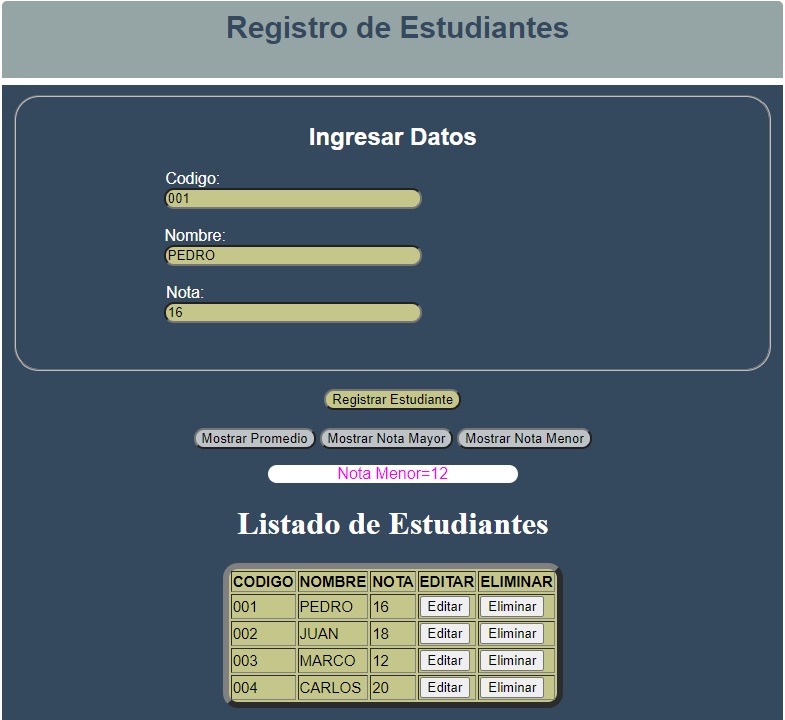 Registro de Estudiantes
Ingresar Datos
Codigo:
001
Nombre:
PEDRO
Nota:
16
Registrar Estudiante
Mostrar Promedio Mostrar Nota Mayor Mostrar Nota Menor
Nota Menor=12
Listado de Estudiantes
CODIGO NOMBRE NOTA EDITAR ELIMINAR
001 PEDRO 16 Editar Eliminar
002 JUAN 18 Editar Eliminar
003 MARCO 12 Editar Eliminar
004 CARLOS 20 Editar Eliminar